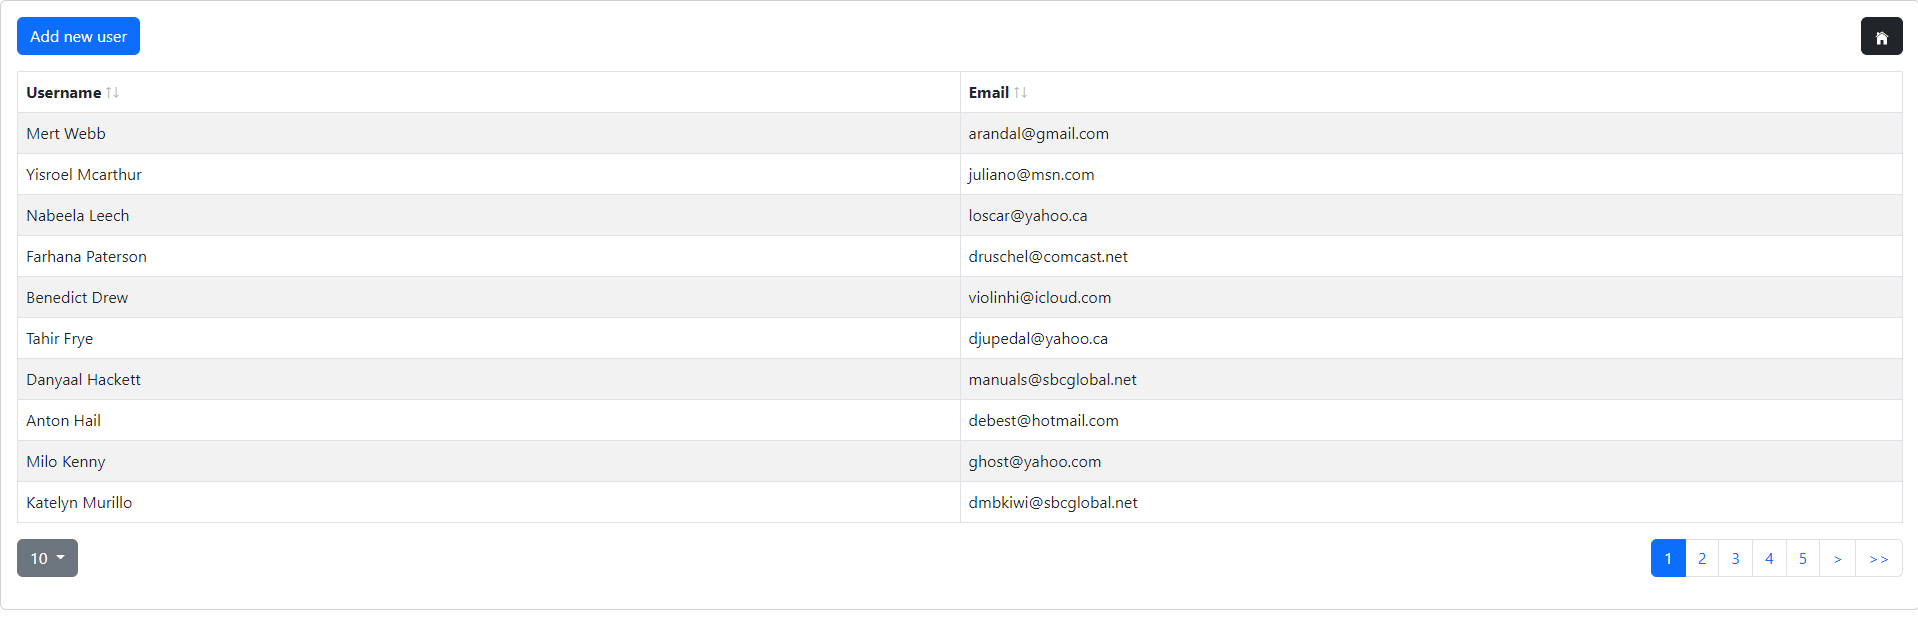 Add new user
Username ↑↓ Email ↑↓
Mert Webb arandal@gmail.com
Yisroel Mcarthur juliano@msn.com
Nabeela Leech loscar@yahoo.ca
Farhana Paterson druschel@comcast.net
Benedict Drew violinhi@icloud.com
Tahir Frye djupedal@yahoo.ca
Danyaal Hackett manuals@sbcglobal.net
Anton Hail debest@hotmail.com
Milo Kenny ghost@yahoo.com
Katelyn Murillo dmbkiwi@sbcglobal.net
10 1 2 3 4 5 > >>